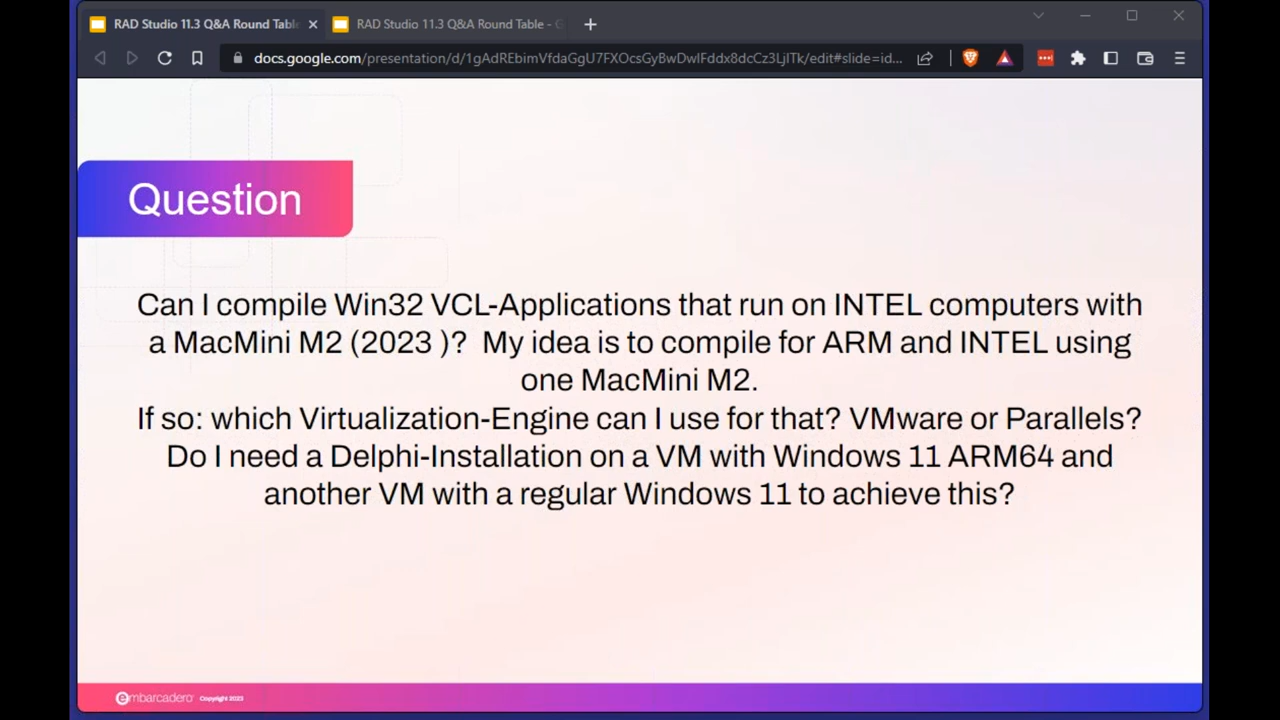 RAD Studio 11.3 Q&A Round Tabl
RAD Studio 11.3 Q&A Round Table - G
docs.google.com/presentation/d/1gAdREbimVfdaGgU7FXOcsGyBwDwIFddx8dcCz3LjITk/edit#slide=id...
Question
Can I compile Win32 VCL-Applications that run on INTEL computers with
a MacMini M2 (2023 )?  My idea is to compile for ARM and INTEL using
one MacMini M2.
If so: which Virtualization-Engine can I use for that? VMware or Parallels?
Do I need a Delphi-Installation on a VM with Windows 11 ARM64 and
another VM with a regular Windows 11 to achieve this?
embarcadero Copyright 2023